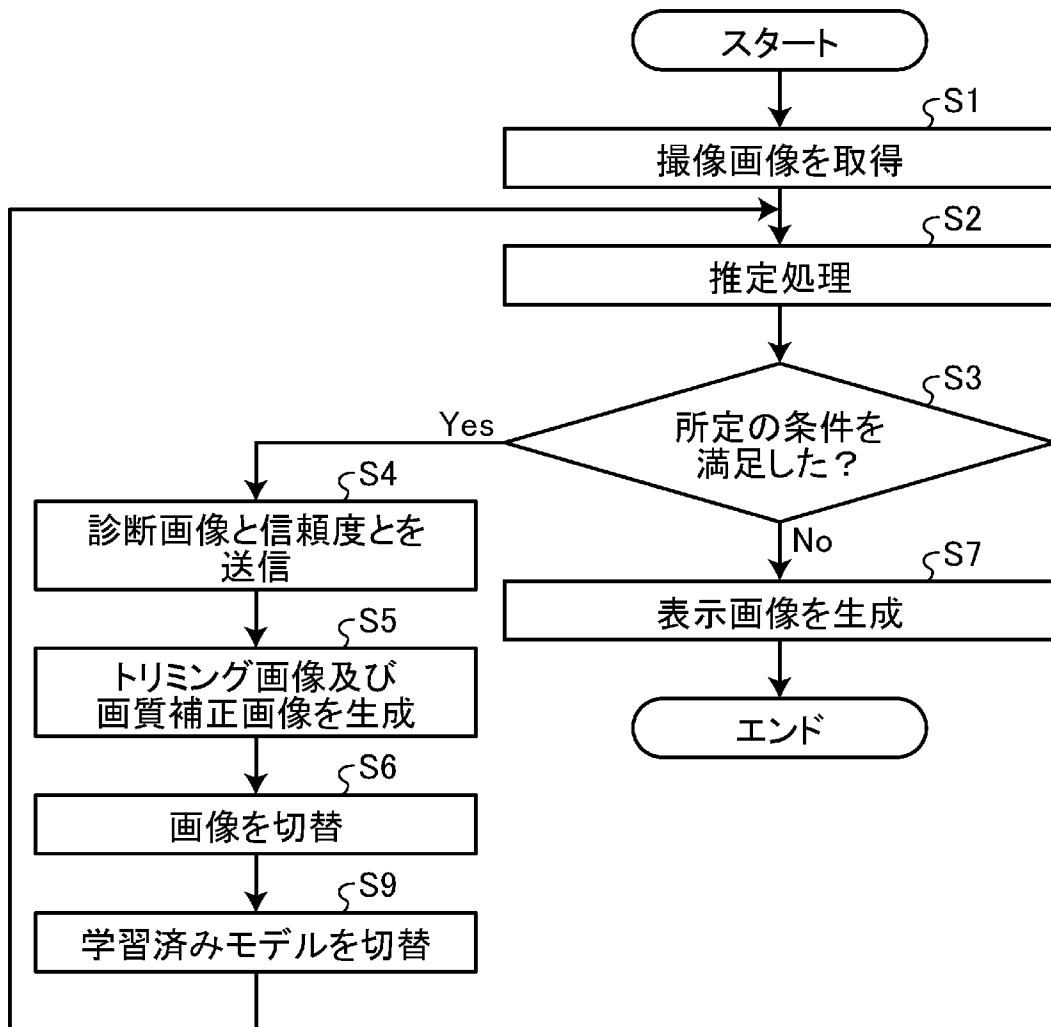 スタート
S1
撮像画像を取得
S2
推定処理
S3
所定の条件を
満足した？
Yes
No
S4
診断画像と信頼度とを
送信
S5
トリミング画像及び
画質補正画像を生成
S6
画像を切替
S9
学習済みモデルを切替
S7
表示画像を生成
エンド